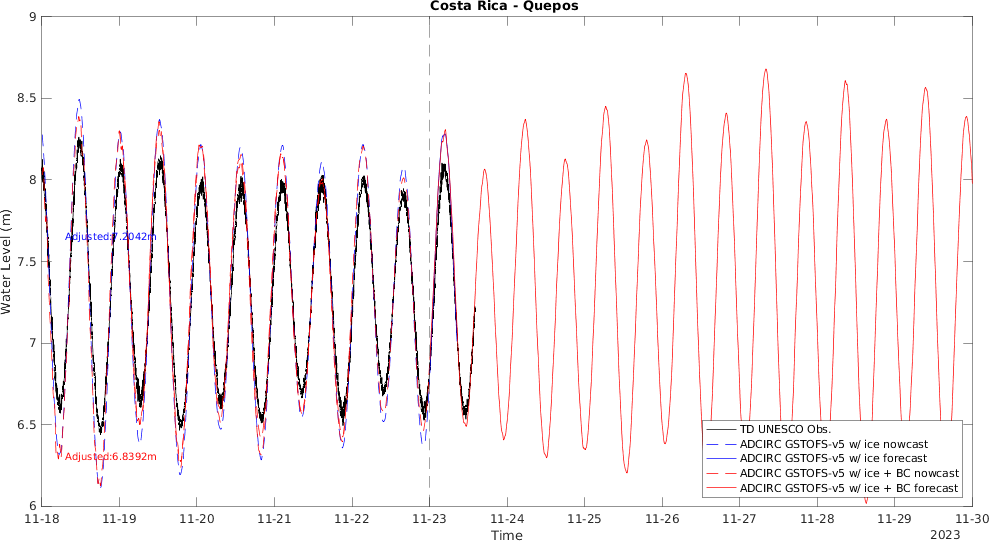 Costa Rica - Quepos
9
8.5
8
7.5
7
6.5
6
Water Level (m)
Adjusted:7.2042m
Adjusted:6.8392m
TD UNESCO Obs.
ADCIRC GSTOFS-v5 w/ ice nowcast
ADCIRC GSTOFS-v5 w/ ice forecast
ADCIRC GSTOFS-v5 w/ ice + BC nowcast
ADCIRC GSTOFS-v5 w/ ice + BC forecast
11-18 11-19 11-20 11-21 11-22 11-23 11-24 11-25 11-26 11-27 11-28 11-29 11-30
Time
2023